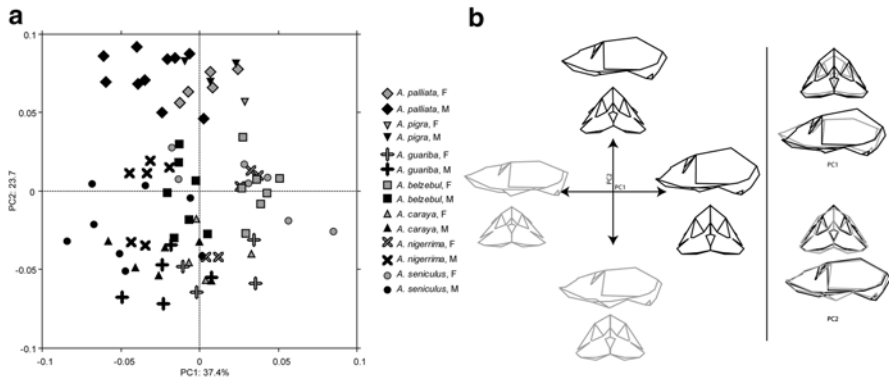 a
b
0.1
0.05
0
-0.05
-0.1
PC2: 23.7
-0.1
-0.05
0
0.05
0.1
PC1: 37.4%
A. palliata, F
A. palliata, M
A. pigra, F
A. pigra, M
A. guariba, F
A. guariba, M
A. belzebul, F
A. belzebul, M
A. caraya, F
A. caraya, M
A. nigerrima, F
A. nigerrima, M
A. seniculus, F
A. seniculus, M
PC2
PC1
PC1
PC2